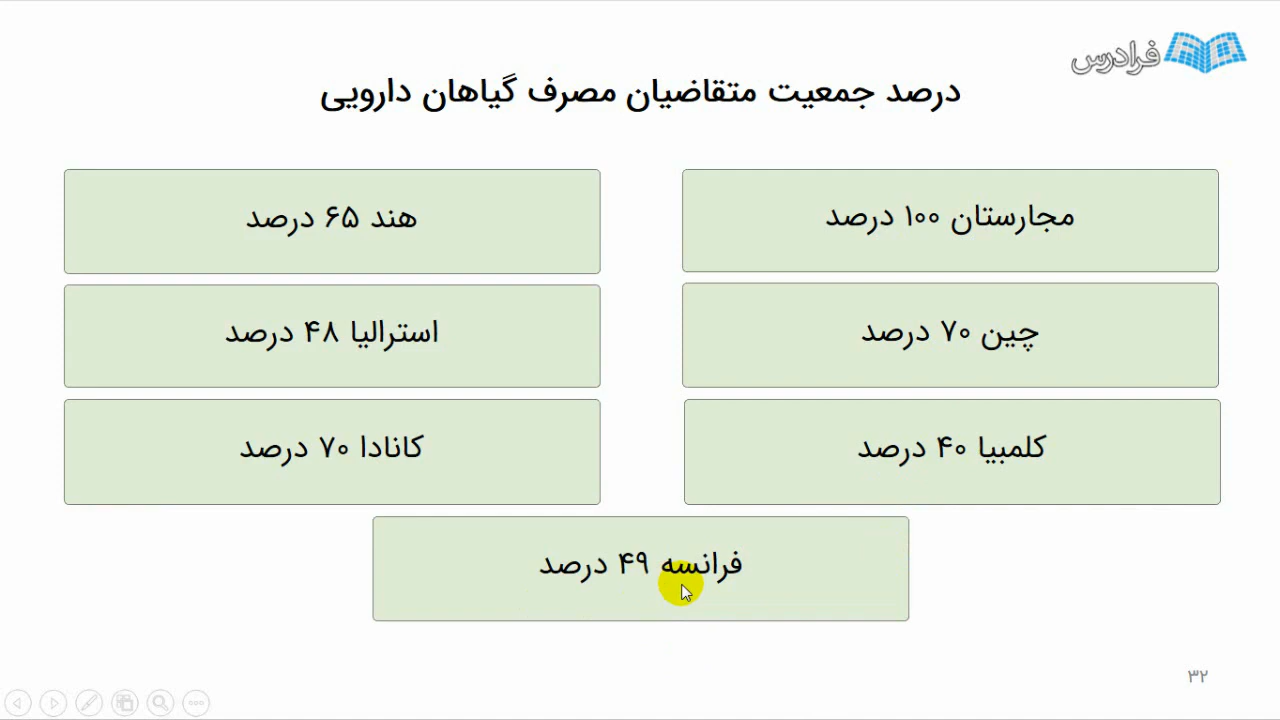 فرادرس
درصد جمعیت متقاضیان مصرف گیاهان دارویی
مجارستان ۱۰۰ درصد
هند ۶۵ درصد
چین ۷۰ درصد
استرالیا ۴۸ درصد
کلمبیا ۴۰ درصد
کانادا ۷۰ درصد
فرانسه ۴۹ درصد
۳۲